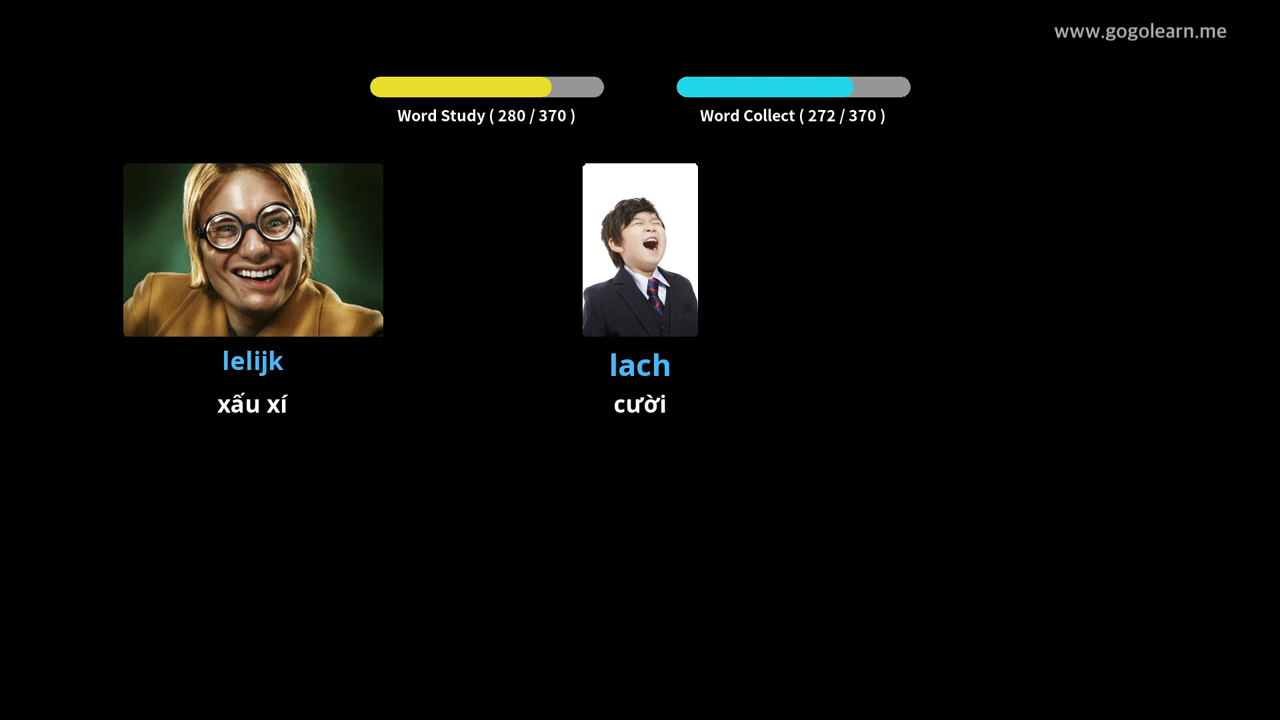 www.gogolearn.me
Word Study ( 280 / 370 )
Word Collect ( 272 / 370 )
lelijk
xấu xí
lach
cười